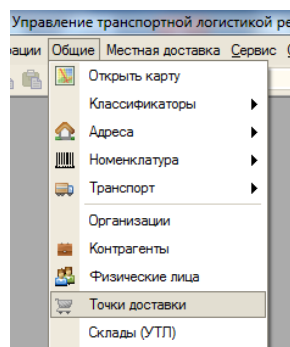 Управление транспортной логистикой ре
рации Общие Местная доставка Сервис
Открыть карту
Классификаторы
Адреса
Номенклатура
Транспорт
Организации
Контрагенты
Физические лица
Точки доставки
Склады (УТЛ)